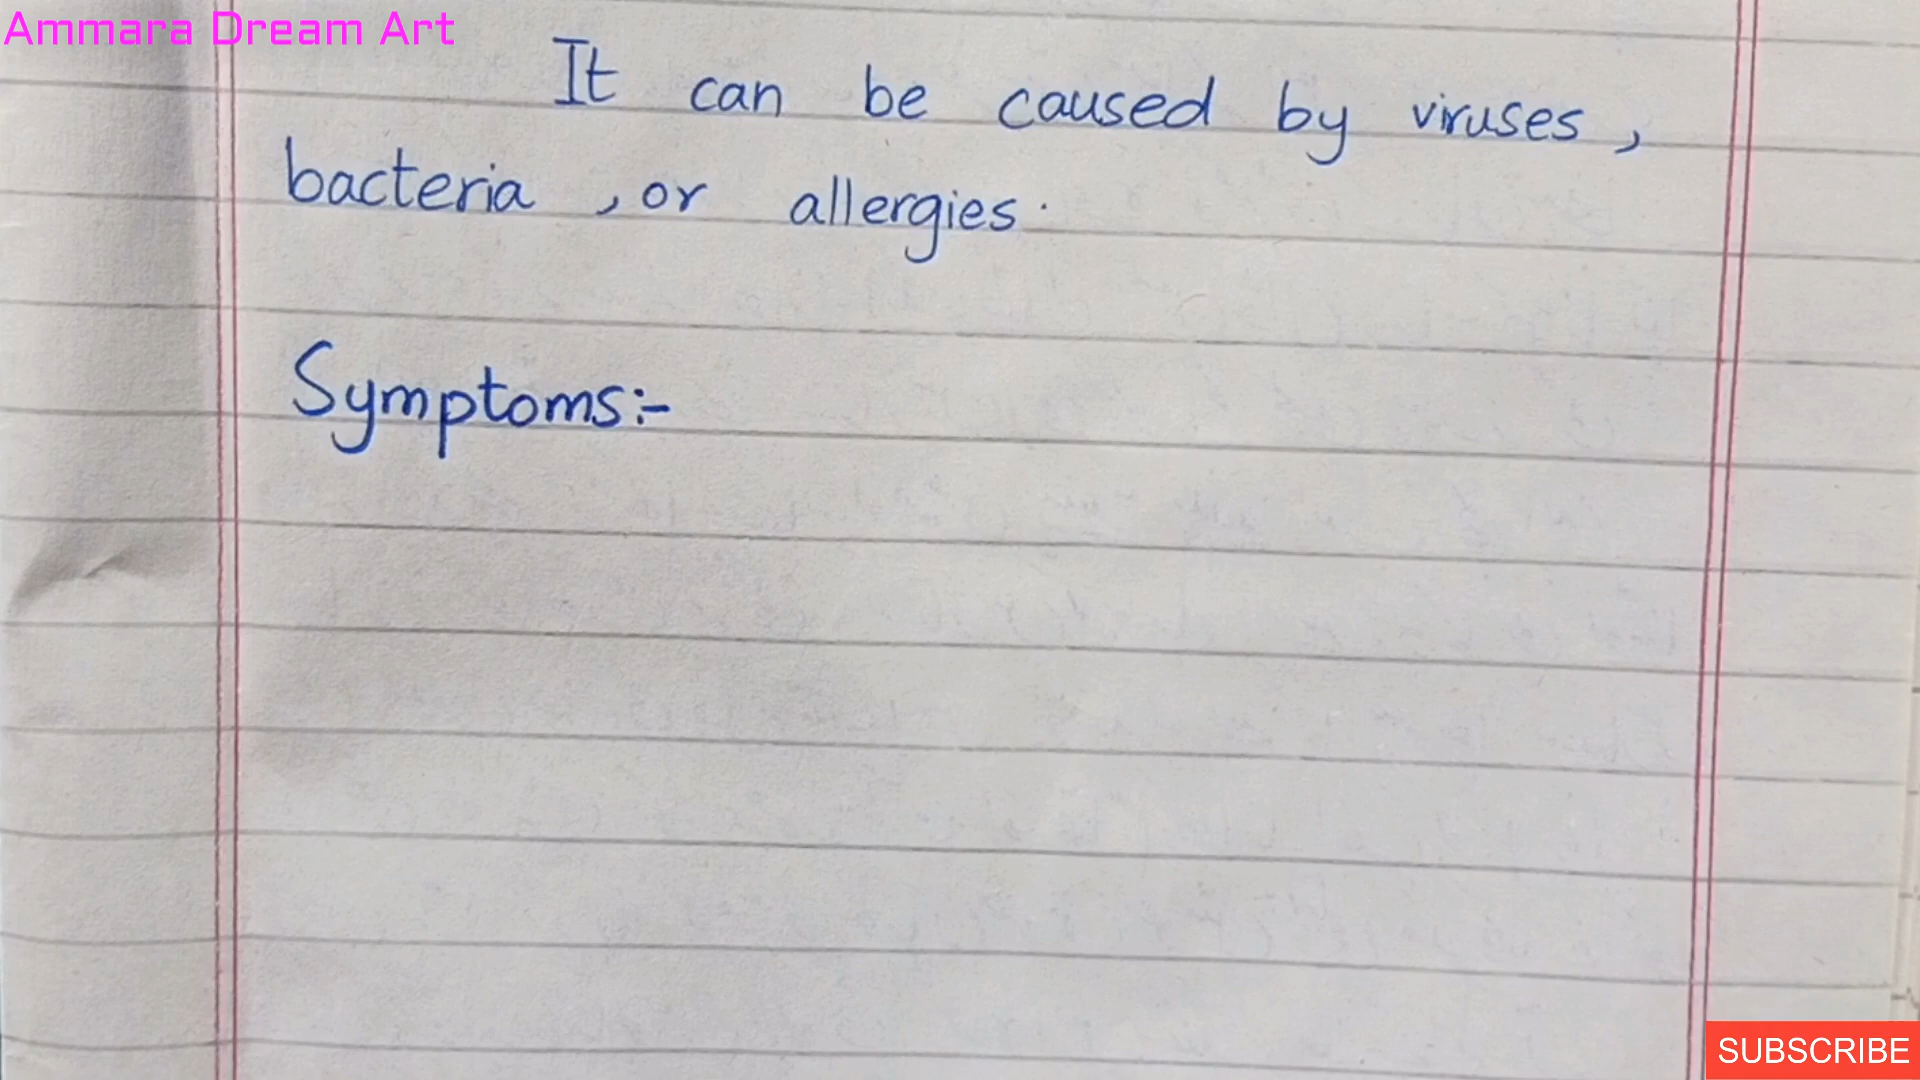 Ammara Dream Art
It can be caused by viruses,
bacteria, or allergies.
Symptoms:-
SUBSCRIBE